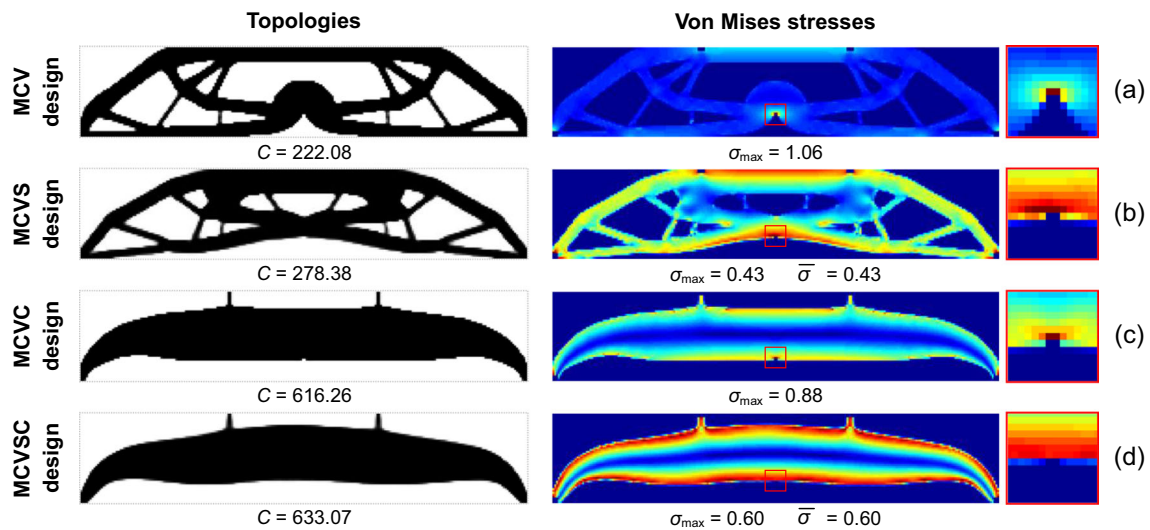 Topologies
Von Mises stresses
MCV
design
C = 222.08
σmax = 1.06
(a)
MCVS
design
C = 278.38
σmax = 0.43 σ̅ = 0.43
(b)
MCVC
design
C = 616.26
σmax = 0.88
(c)
MCVSC
design
C = 633.07
σmax = 0.60 σ̅ = 0.60
(d)